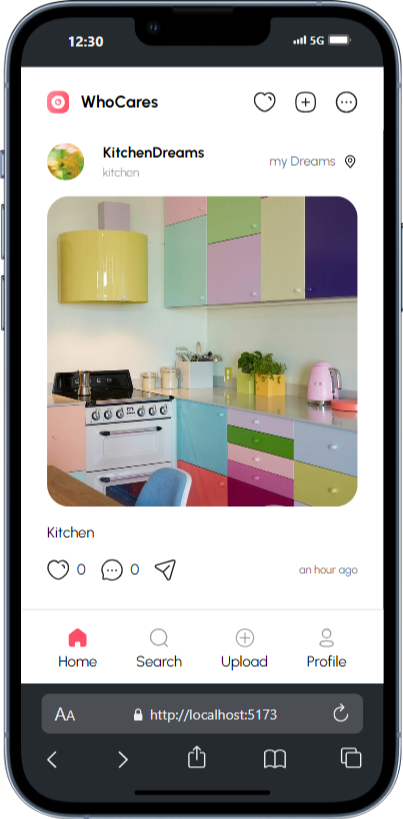 12:30
5G
WhoCares
KitchenDreams
kitchen
my Dreams
Kitchen
0
0
an hour ago
Home
Search
Upload
Profile
AA
http://localhost:5173